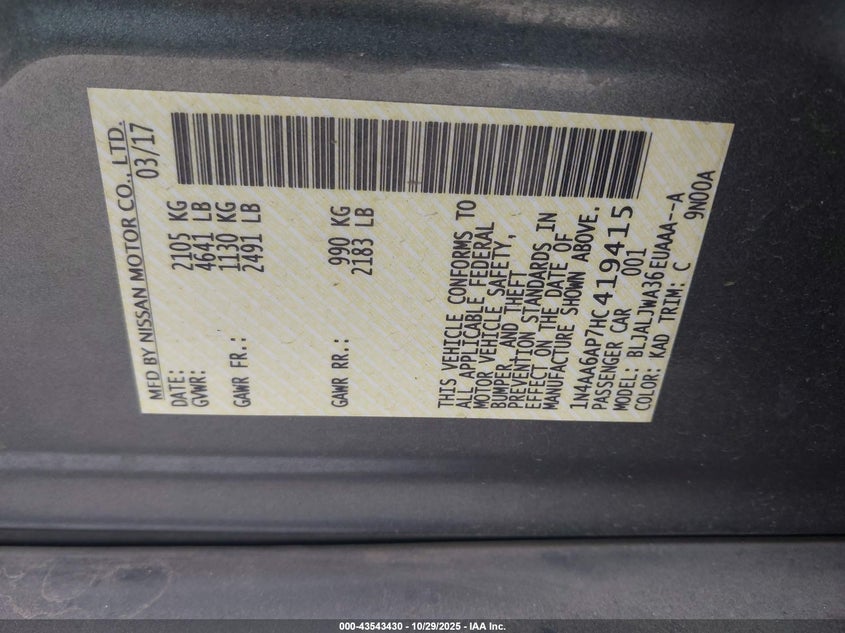 MFD BY NISSAN MOTOR CO., LTD.
DATE: 03/17
GVWR: 2105 KG
4641 LB
GAWR FR.: 1130 KG
2491 LB
GAWR RR.: 990 KG
2183 LB
THIS VEHICLE CONFORMS TO
ALL APPLICABLE FEDERAL
MOTOR VEHICLE SAFETY,
BUMPER, AND THEFT
PREVENTION STANDARDS IN
EFFECT ON THE DATE OF
MANUFACTURE SHOWN ABOVE.
1N4AA6AP7HC419415
PASSENGER CAR 001
MODEL: BLJALJWA36EUAAA--A
COLOR: KAD TRIM: C 9N00A
000-43543430 - 10/29/2025 - IAA Inc.